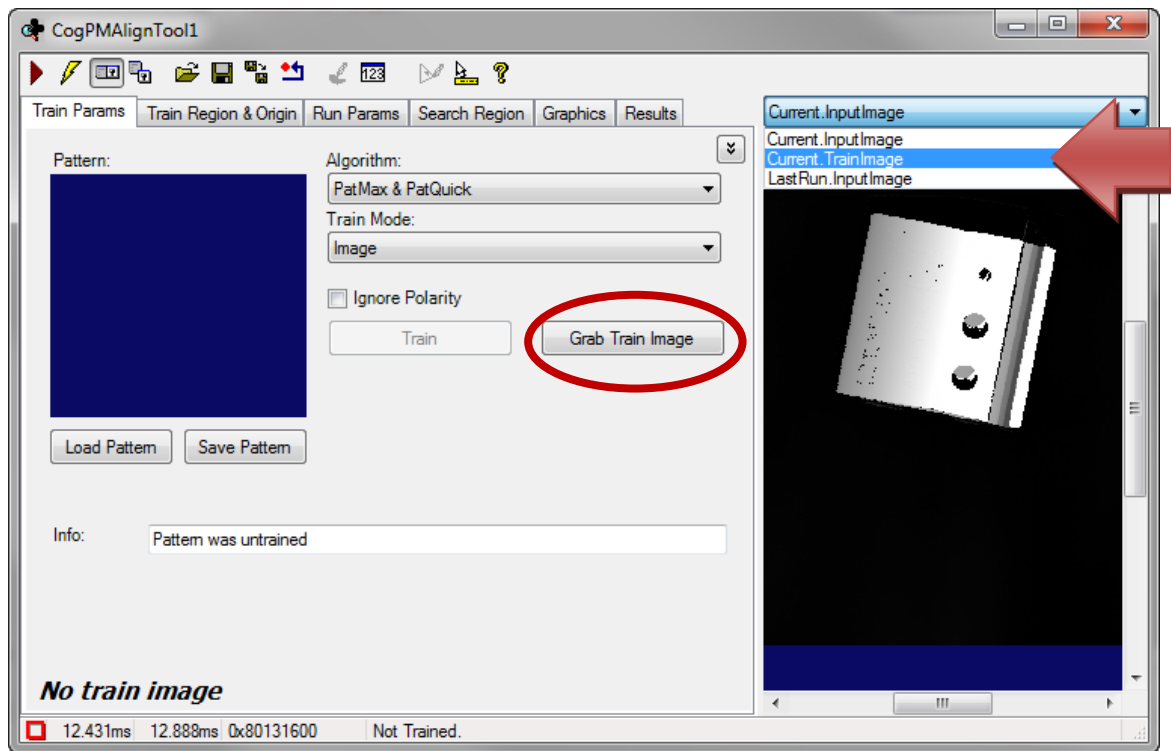 CogPMAlignTool1
123
Train Params Train Region & Origin Run Params Search Region Graphics Results
Current.InputImage
Current.InputImage
Current.TrainImage
LastRun.InputImage
Pattern:
Algorithm:
PatMax & PatQuick
Train Mode:
Image
Ignore Polarity
Train
Grab Train Image
Load Pattern
Save Pattern
Info:
Pattern was untrained
No train image
12.431ms 12.888ms 0x80131600 Not Trained.